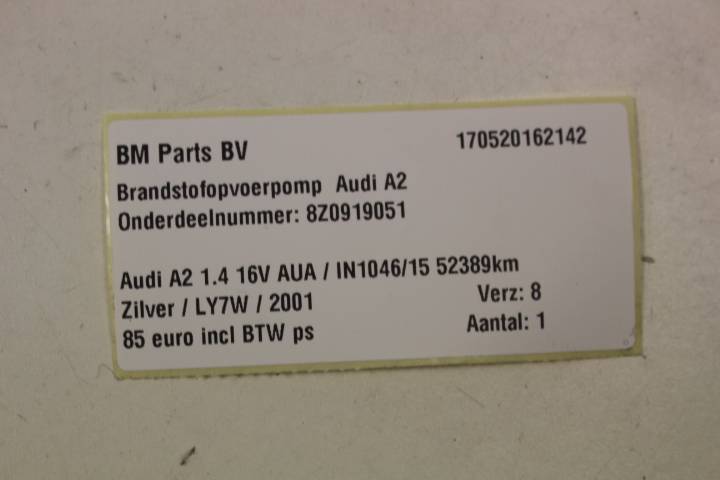 BM Parts BV 170520162142
Brandstofopvoerpomp Audi A2
Onderdeelnummer: 8Z0919051
Audi A2 1.4 16V AUA / IN1046/15 52389km
Zilver / LY7W / 2001 Verz: 8
85 euro incl BTW ps Aantal: 1